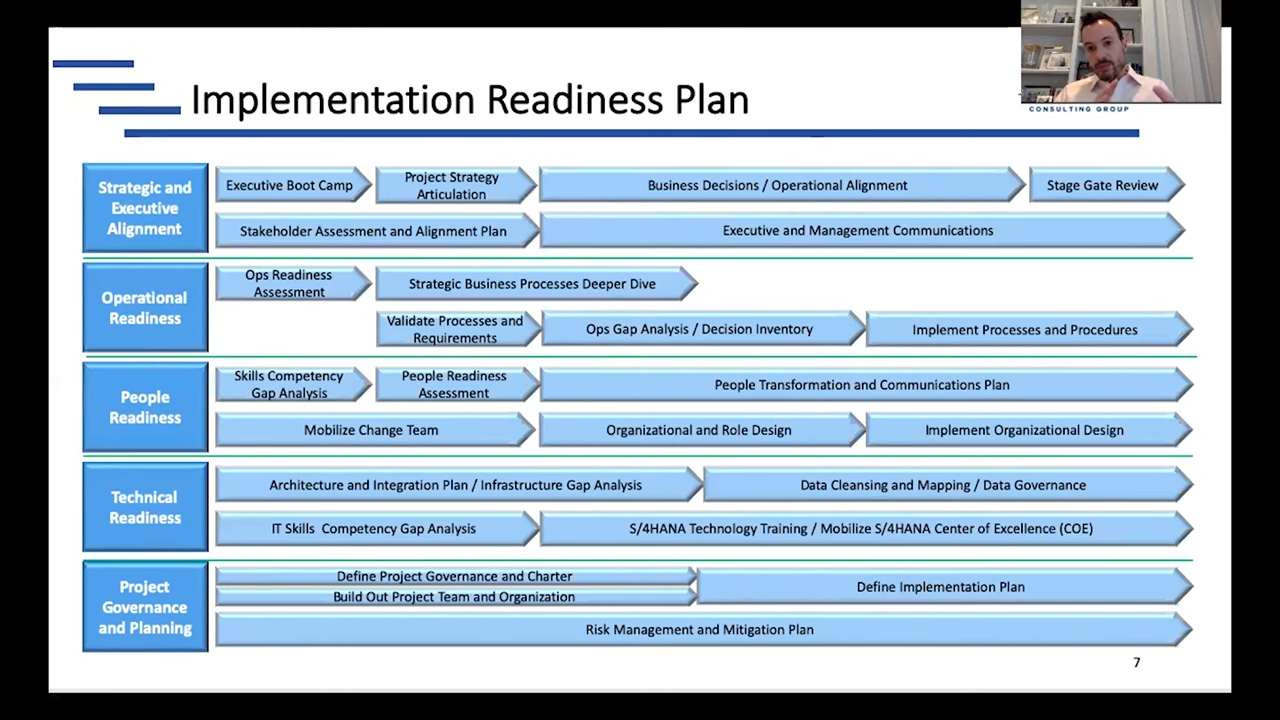 Implementation Readiness Plan
CONSULTING GROUP
Strategic and
Executive
Alignment
Executive Boot Camp
Project Strategy
Articulation
Business Decisions / Operational Alignment
Stage Gate Review
Stakeholder Assessment and Alignment Plan
Executive and Management Communications
Operational
Readiness
Ops Readiness
Assessment
Strategic Business Processes Deeper Dive
Validate Processes and
Requirements
Ops Gap Analysis / Decision Inventory
Implement Processes and Procedures
People
Readiness
Skills Competency
Gap Analysis
People Readiness
Assessment
People Transformation and Communications Plan
Mobilize Change Team
Organizational and Role Design
Implement Organizational Design
Technical
Readiness
Architecture and Integration Plan / Infrastructure Gap Analysis
Data Cleansing and Mapping / Data Governance
IT Skills Competency Gap Analysis
S/4HANA Technology Training / Mobilize S/4HANA Center of Excellence (COE)
Project
Governance
and Planning
Define Project Governance and Charter
Build Out Project Team and Organization
Define Implementation Plan
Risk Management and Mitigation Plan
7